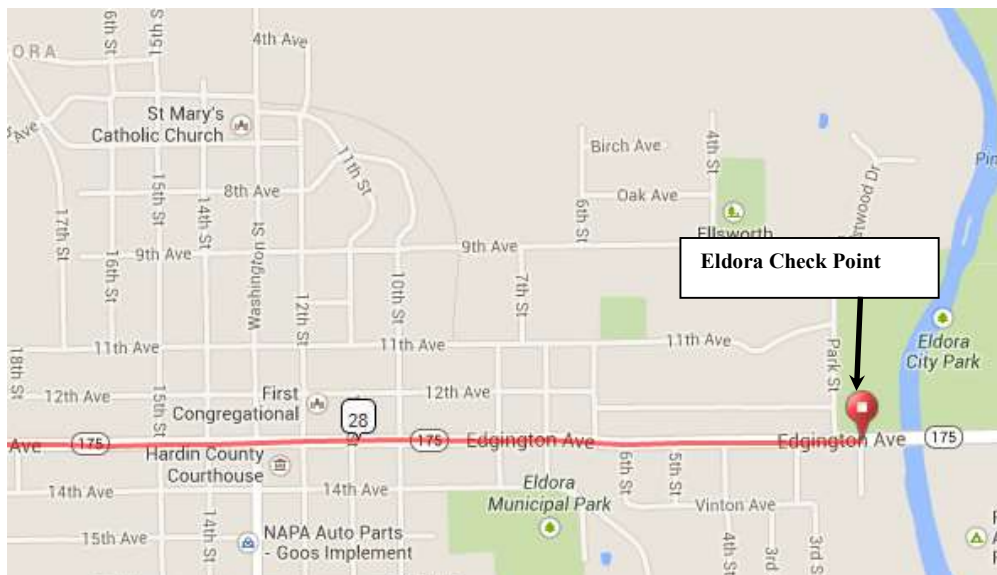 4th Ave
16th St
15th St
ORA
St Mary's
Catholic Church
Ave
11th St
Birch Ave
4th St
8th Ave
15th St
14th St
Oak Ave
17th St
6th St
Washington St
Ellsworth
9th Ave
16th St
9th Ave
Eldora Check Point
10th St
7th St
12th St
Eldora
City Park
11th Ave
11th Ave
11th Ave
Park St
18th St
12th Ave
15th St
First
Congregational
12th Ave
28
Ave
175
175
Edgington Ave
Edgington Ave
175
Hardin County
Courthouse
14th Ave
14th Ave
Eldora
Municipal Park
6th St
5th St
Vinton Ave
15th Ave
14th St
NAPA Auto Parts
- Goos Implement
4th St
3rd
3rd S